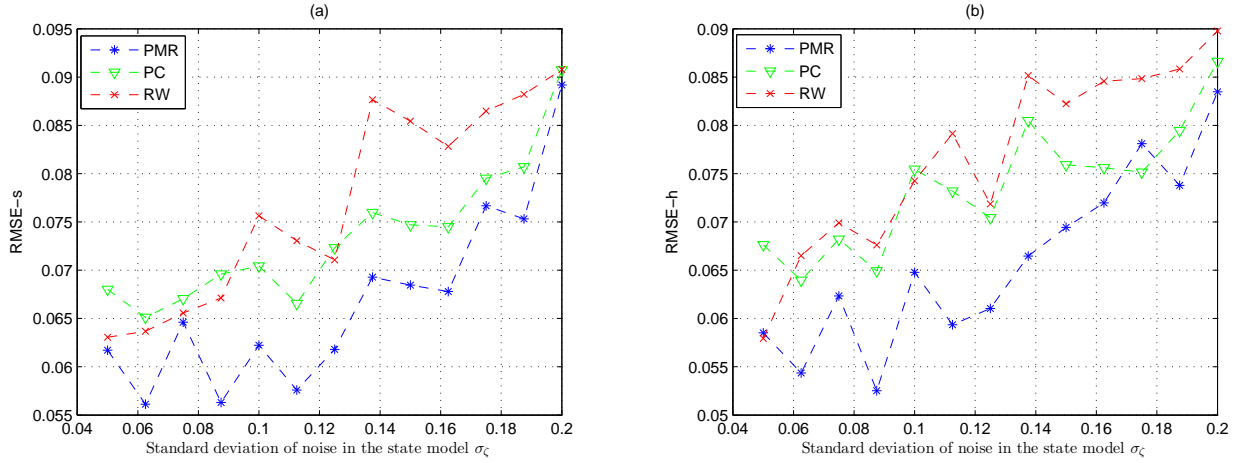 (a)
0.095
0.09
0.085
0.08
0.075
0.07
0.065
0.06
0.055
RMSE-s
PMR
PC
RW
0.04 0.06 0.08 0.1 0.12 0.14 0.16 0.18 0.2
Standard deviation of noise in the state model σζ
(b)
0.09
0.085
0.08
0.075
0.07
0.065
0.06
0.055
0.05
RMSE-h
PMR
PC
RW
0.04 0.06 0.08 0.1 0.12 0.14 0.16 0.18 0.2
Standard deviation of noise in the state model σζ